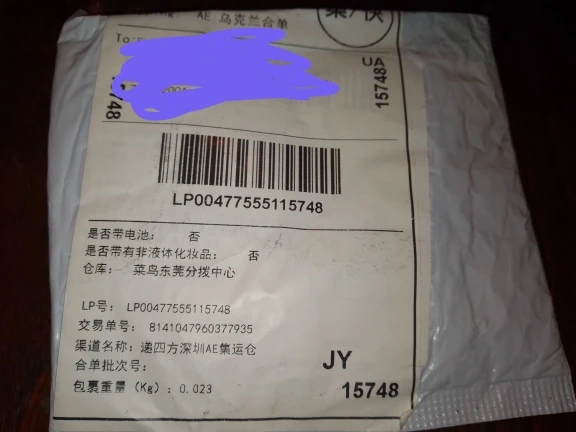 AE 乌克兰合单
集/快
To:
UA
15748
15748
LP00477555115748
是否带电池： 否
是否带有非液体化妆品： 否
仓库： 菜鸟东莞分拨中心
LP号： LP00477555115748
交易单号： 8141047960377935
渠道名称：递四方深圳AE集运仓
合单批次号：
包裹重量（Kg）：0.023
JY
15748